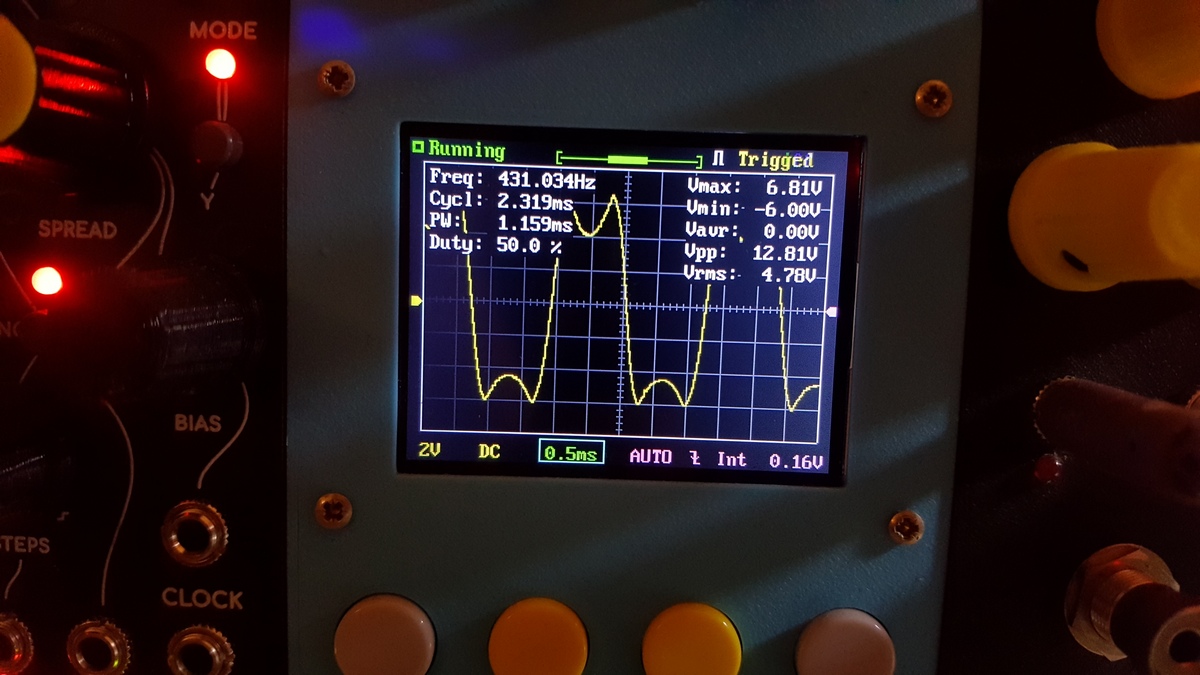 MODE
Y
SPREAD
BIAS
STEPS
CLOCK
Running
Trigged
Freq: 431.034Hz
Cycl: 2.319ms
PW: 1.159ms
Duty: 50.0 %
Vmax: 6.81V
Vmin: -6.00V
Vavr: 0.00V
Vpp: 12.81V
Vrms: 4.78V
2V DC 0.5ms AUTO Int 0.16V